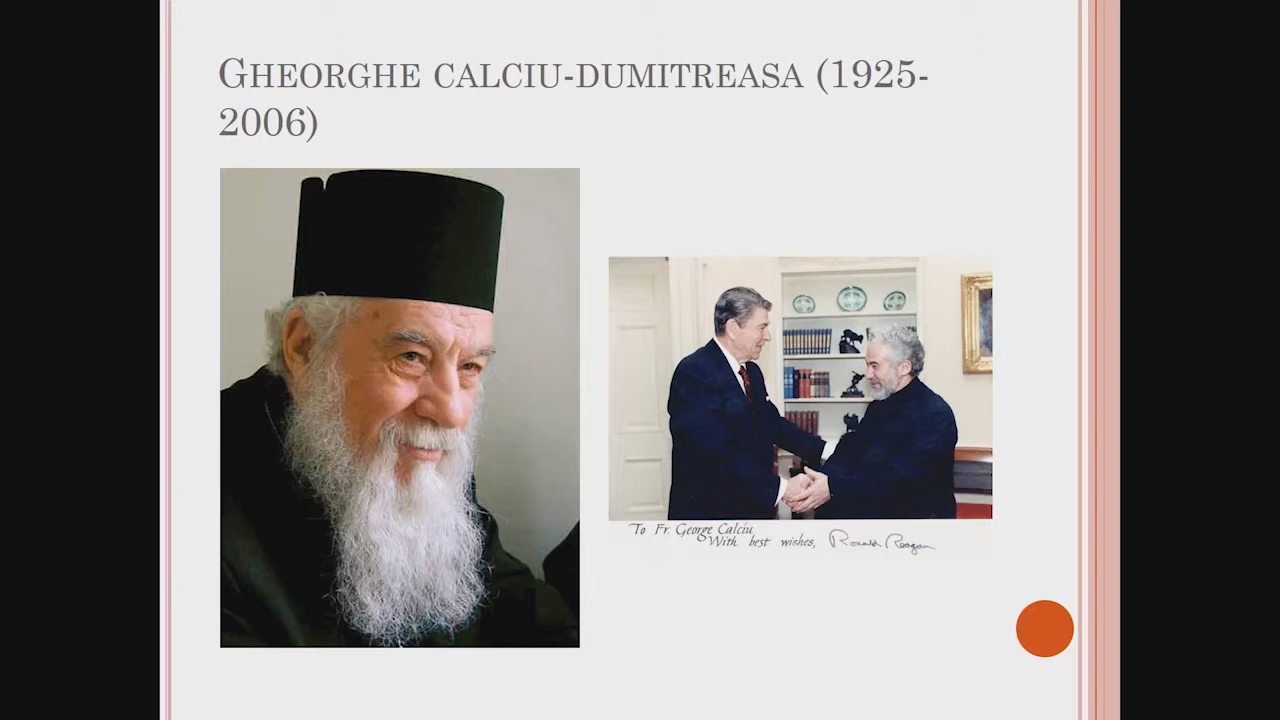 GHEORGHE CALCIU-DUMITREASA (1925-
2006)
To Fr. George Calciu
With best wishes, Ronald Reagan